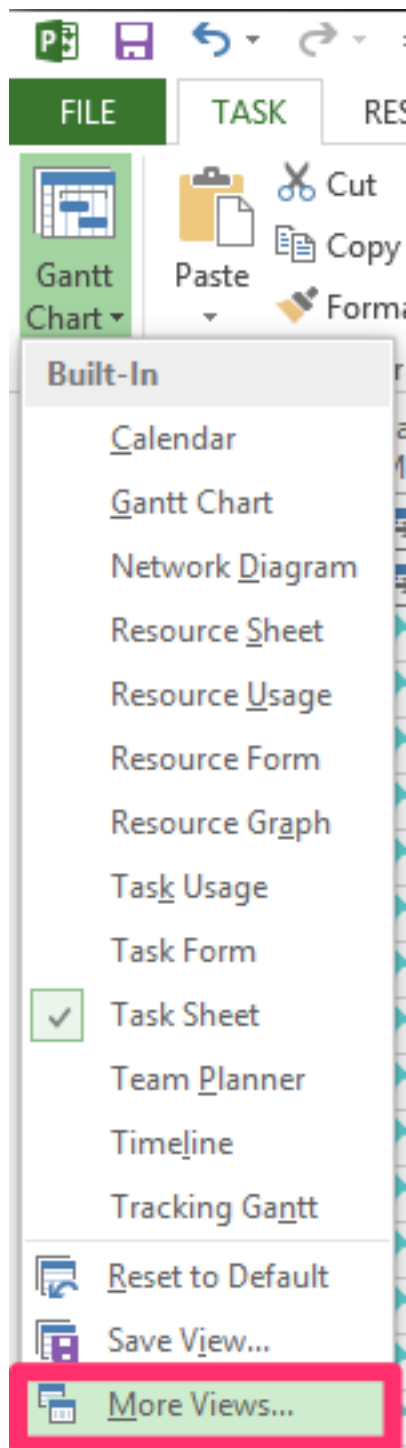 FILE
TASK
Gantt
Chart
Paste
Cut
Copy
Built-In
Calendar
Gantt Chart
Network Diagram
Resource Sheet
Resource Usage
Resource Form
Resource Graph
Task Usage
Task Form
Task Sheet
Team Planner
Timeline
Tracking Gantt
Reset to Default
Save View...
More Views...